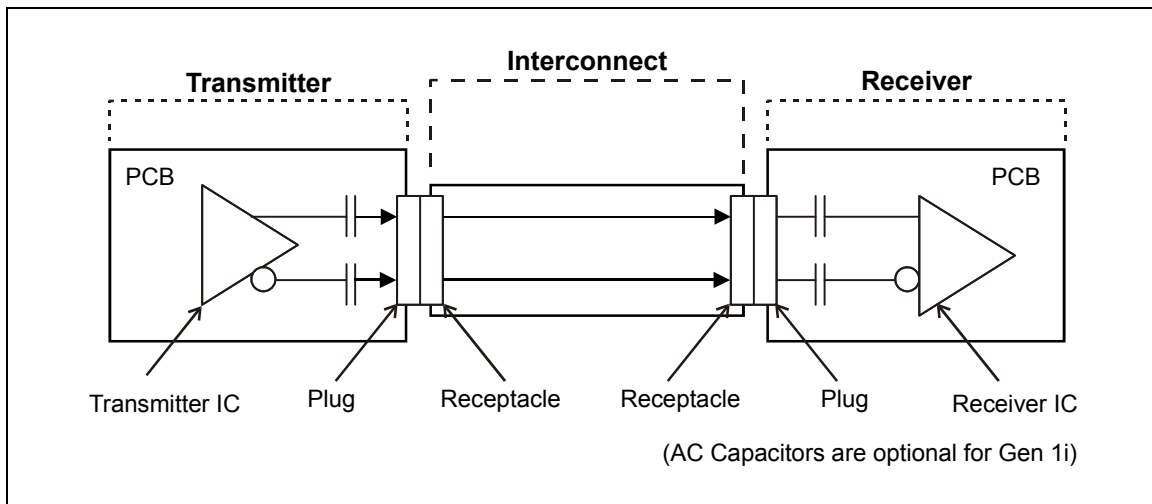 Interconnect
Transmitter
Receiver
PCB
PCB
Transmitter IC
Plug
Receptacle
Receptacle
Plug
Receiver IC
(AC Capacitors are optional for Gen 1i)